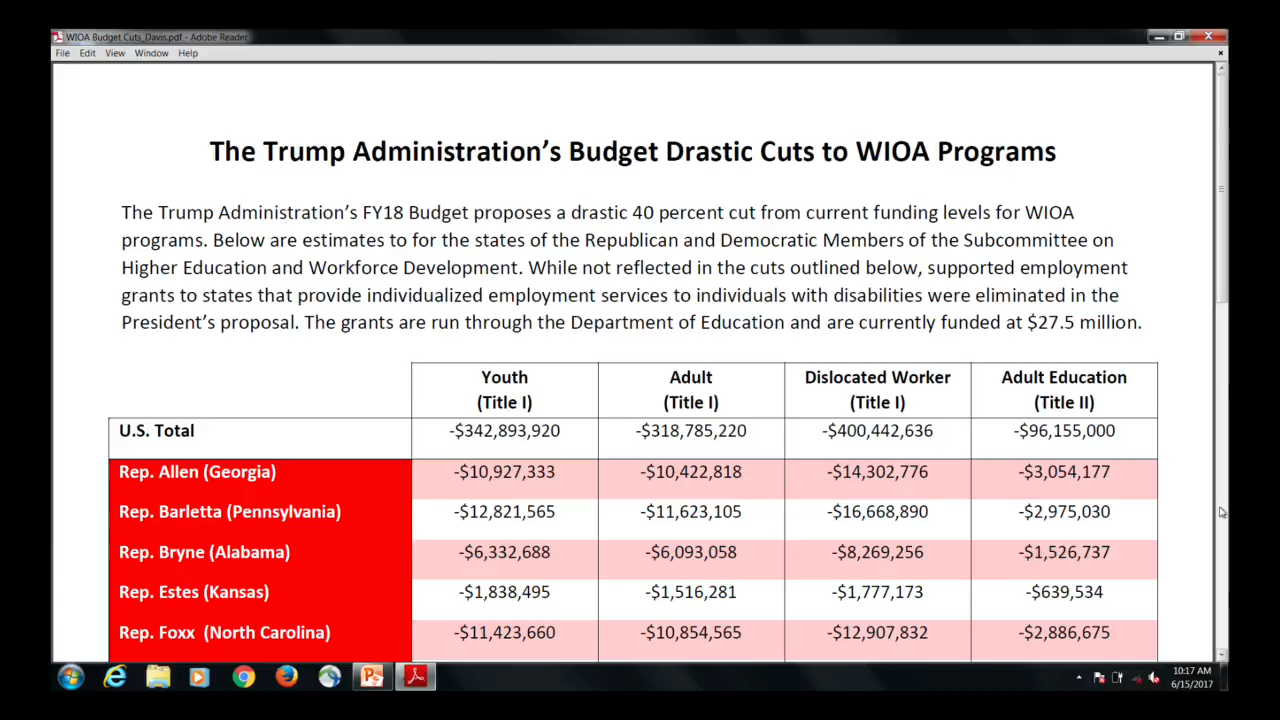 WIOA Budget Cuts_Davis.pdf - Adobe Reader
File Edit View Window Help
The Trump Administration's Budget Drastic Cuts to WIOA Programs
The Trump Administration's FY18 Budget proposes a drastic 40 percent cut from current funding levels for WIOA
programs. Below are estimates to for the states of the Republican and Democratic Members of the Subcommittee on
Higher Education and Workforce Development. While not reflected in the cuts outlined below, supported employment
grants to states that provide individualized employment services to individuals with disabilities were eliminated in the
President's proposal. The grants are run through the Department of Education and are currently funded at $27.5 million.
Youth Adult Dislocated Worker Adult Education
(Title I) (Title I) (Title I) (Title II)
U.S. Total -$342,893,920 -$318,785,220 -$400,442,636 -$96,155,000
Rep. Allen (Georgia) -$10,927,333 -$10,422,818 -$14,302,776 -$3,054,177
Rep. Barletta (Pennsylvania) -$12,821,565 -$11,623,105 -$16,668,890 -$2,975,030
Rep. Bryne (Alabama) -$6,332,688 -$6,093,058 -$8,269,256 -$1,526,737
Rep. Estes (Kansas) -$1,838,495 -$1,516,281 -$1,777,173 -$639,534
Rep. Foxx (North Carolina) -$11,423,660 -$10,854,565 -$12,907,832 -$2,886,675
10:17 AM
6/15/2017